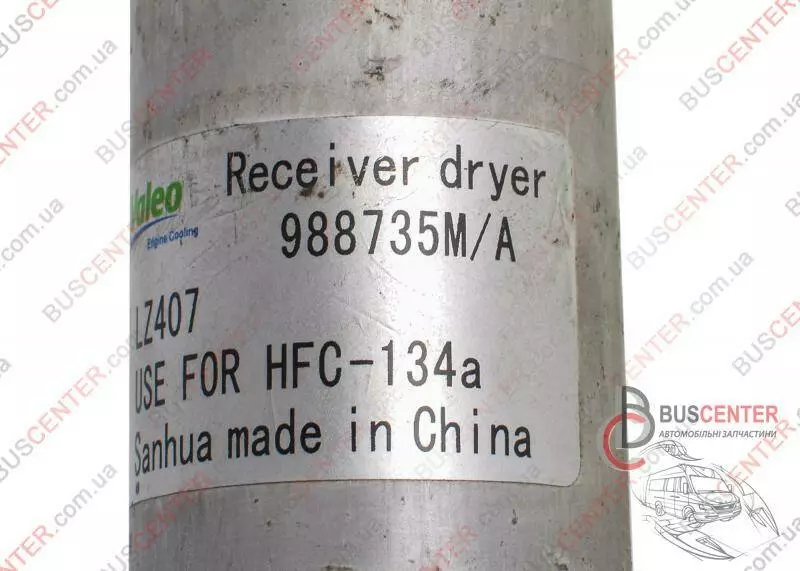 Valeo
Engine Cooling
Receiver dryer
988735M/A
LZ407
USE FOR HFC-134a
Sanhua made in China
BUSCENTER
АВТОМОБІЛЬНІ ЗАПЧАСТИНИ
BUSCENTER.com.ua